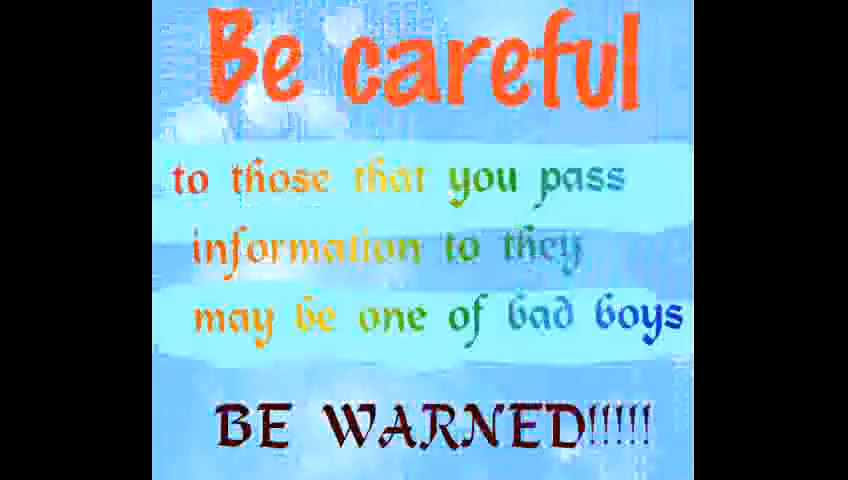 Be careful
to those that you pass
information to they
may be one of bad boys
BE WARNED!!!!!